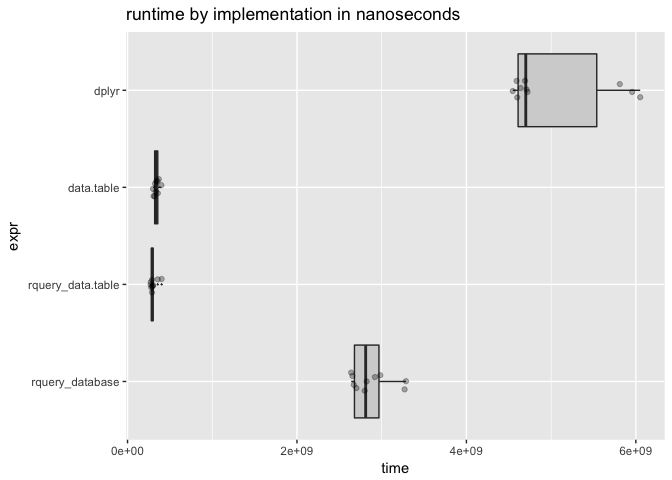 runtime by implementation in nanoseconds
expr
dplyr
data.table
rquery_data.table
rquery_database
0e+00 2e+09 4e+09 6e+09
time